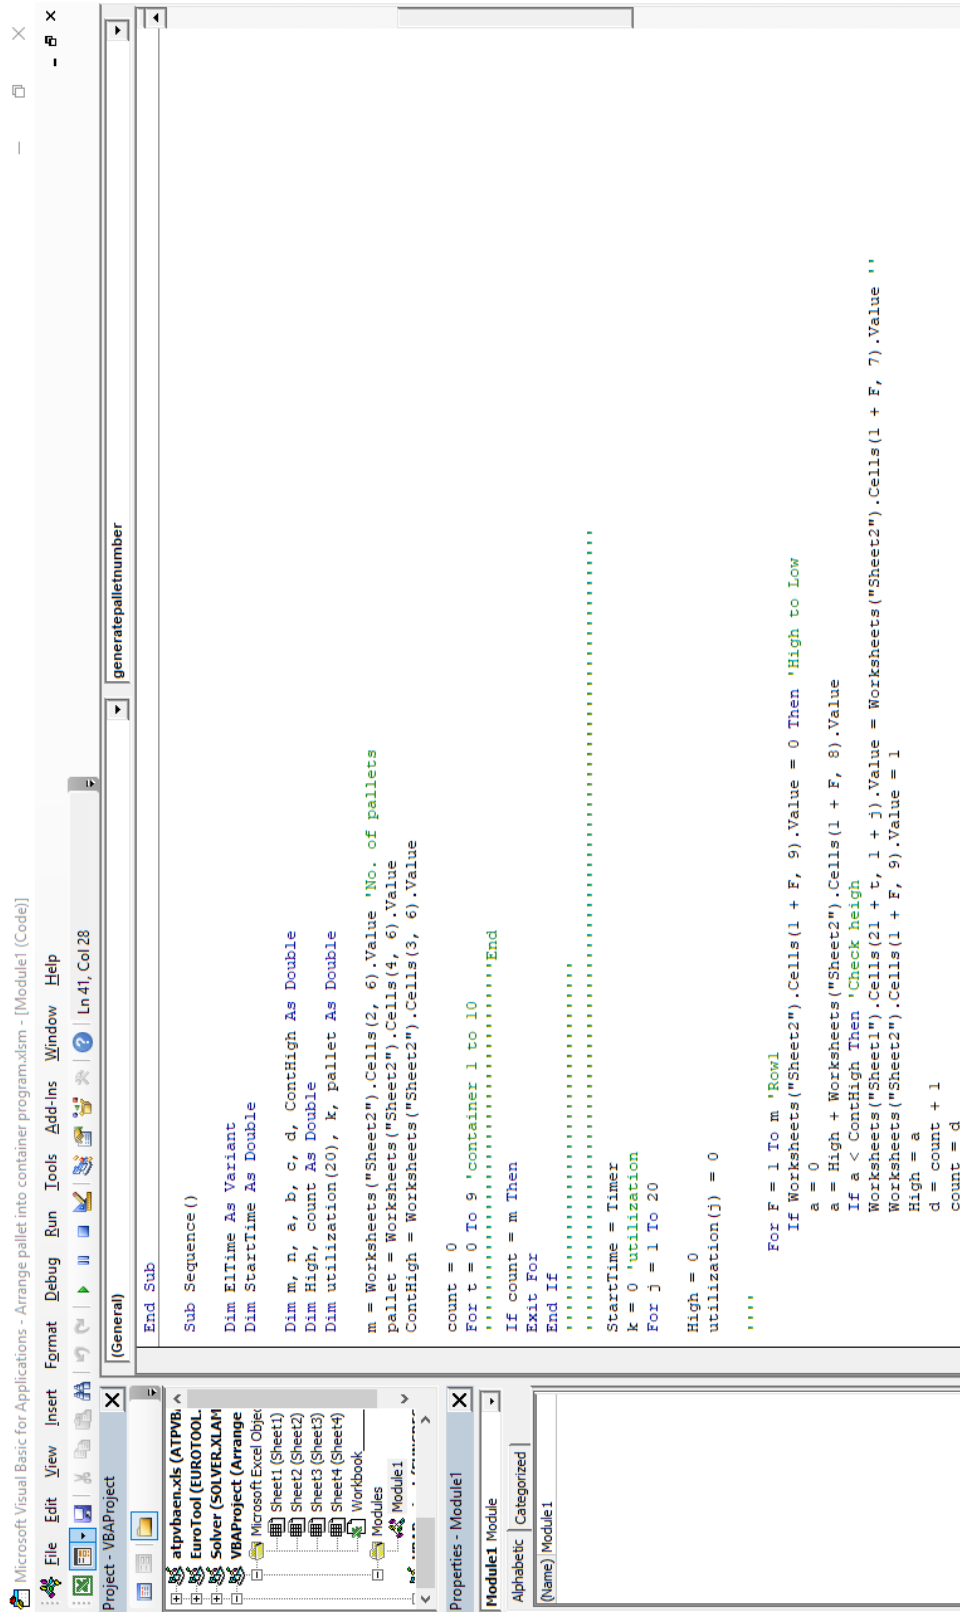 Microsoft Visual Basic for Applications - Arrange pallet into container program.xlsm - [Module1 (Code)]
File Edit View Insert Format Debug Run Tools Add-Ins Window Help
Ln 41, Col 28
Project - VBAProject
atpvbaen.xls (ATPVBA
EuroTool (EUROTOOL.
Solver (SOLVER.XLAM
VBAProject (Arrange
Microsoft Excel Objec
Sheet1 (Sheet1)
Sheet2 (Sheet2)
Sheet3 (Sheet3)
Sheet4 (Sheet4)
Workbook
Modules
Module1
Properties - Module1
Module1 Module
Alphabetic Categorized
(Name) Module1
(General)
generatepalletnumber
End Sub
Sub Sequence()
Dim ElTime As Variant
Dim StartTime As Double
Dim m, n, a, b, c, d, ContHigh As Double
Dim High, count As Double
Dim utilization(20), k, pallet As Double
m = Worksheets("Sheet2").Cells(2, 6).Value 'No. of pallets
pallet = Worksheets("Sheet2").Cells(4, 6).Value
ContHigh = Worksheets("Sheet2").Cells(3, 6).Value
count = 0
For t = 0 To 9 'container 1 to 10
'''''''''''''''''''''''''''''''''''''End
If count = m Then
Exit For
End If
'''''''''''''''''''''''''''''''''''''
''''''''''''''''''''''''''''''''''''''''''''''''''''''''''''''''''''''''''''''''
StartTime = Timer
k = 0 'utilization
For j = 1 To 20
High = 0
utilization(j) = 0
''''
For F = 1 To m 'Row1
If Worksheets("Sheet2").Cells(1 + F, 9).Value = 0 Then 'High to Low
a = 0
a = High + Worksheets("Sheet2").Cells(1 + F, 8).Value
If a < ContHigh Then 'Check heigh
Worksheets("Sheet1").Cells(21 + t, 1 + j).Value = Worksheets("Sheet2").Cells(1 + F, 7).Value ''
Worksheets("Sheet2").Cells(1 + F, 9).Value = 1
High = a
d = count + 1
count = d